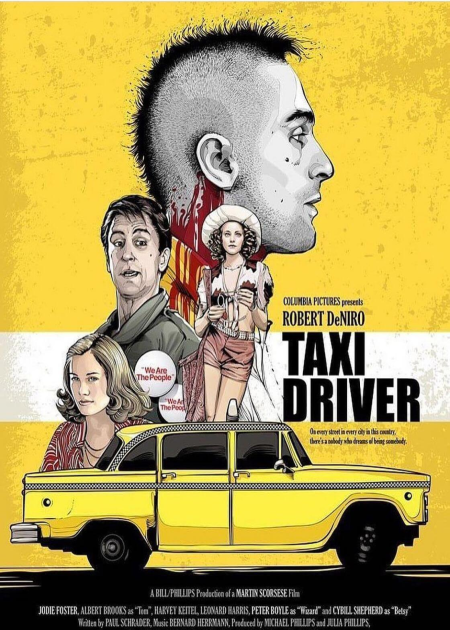 COLUMBIA PICTURES presents
ROBERT DeNIRO
TAXI
DRIVER
On every street in every city in this country,
there's a nobody who dreams of being somebody.
"We Are
The People"
"We Ar
The Peop
A BILL/PHILLIPS Production of a MARTIN SCORSESE Film
JODIE FOSTER, ALBERT BROOKS as "Tom", HARVEY KEITEL, LEONARD HARRIS, PETER BOYLE as "Wizard" and CYBILL SHEPHERD as "Betsy"
Written by PAUL SCHRADER, Music BERNARD HERRMANN, Produced by MICHAEL PHILLIPS and JULIA PHILLIPS,